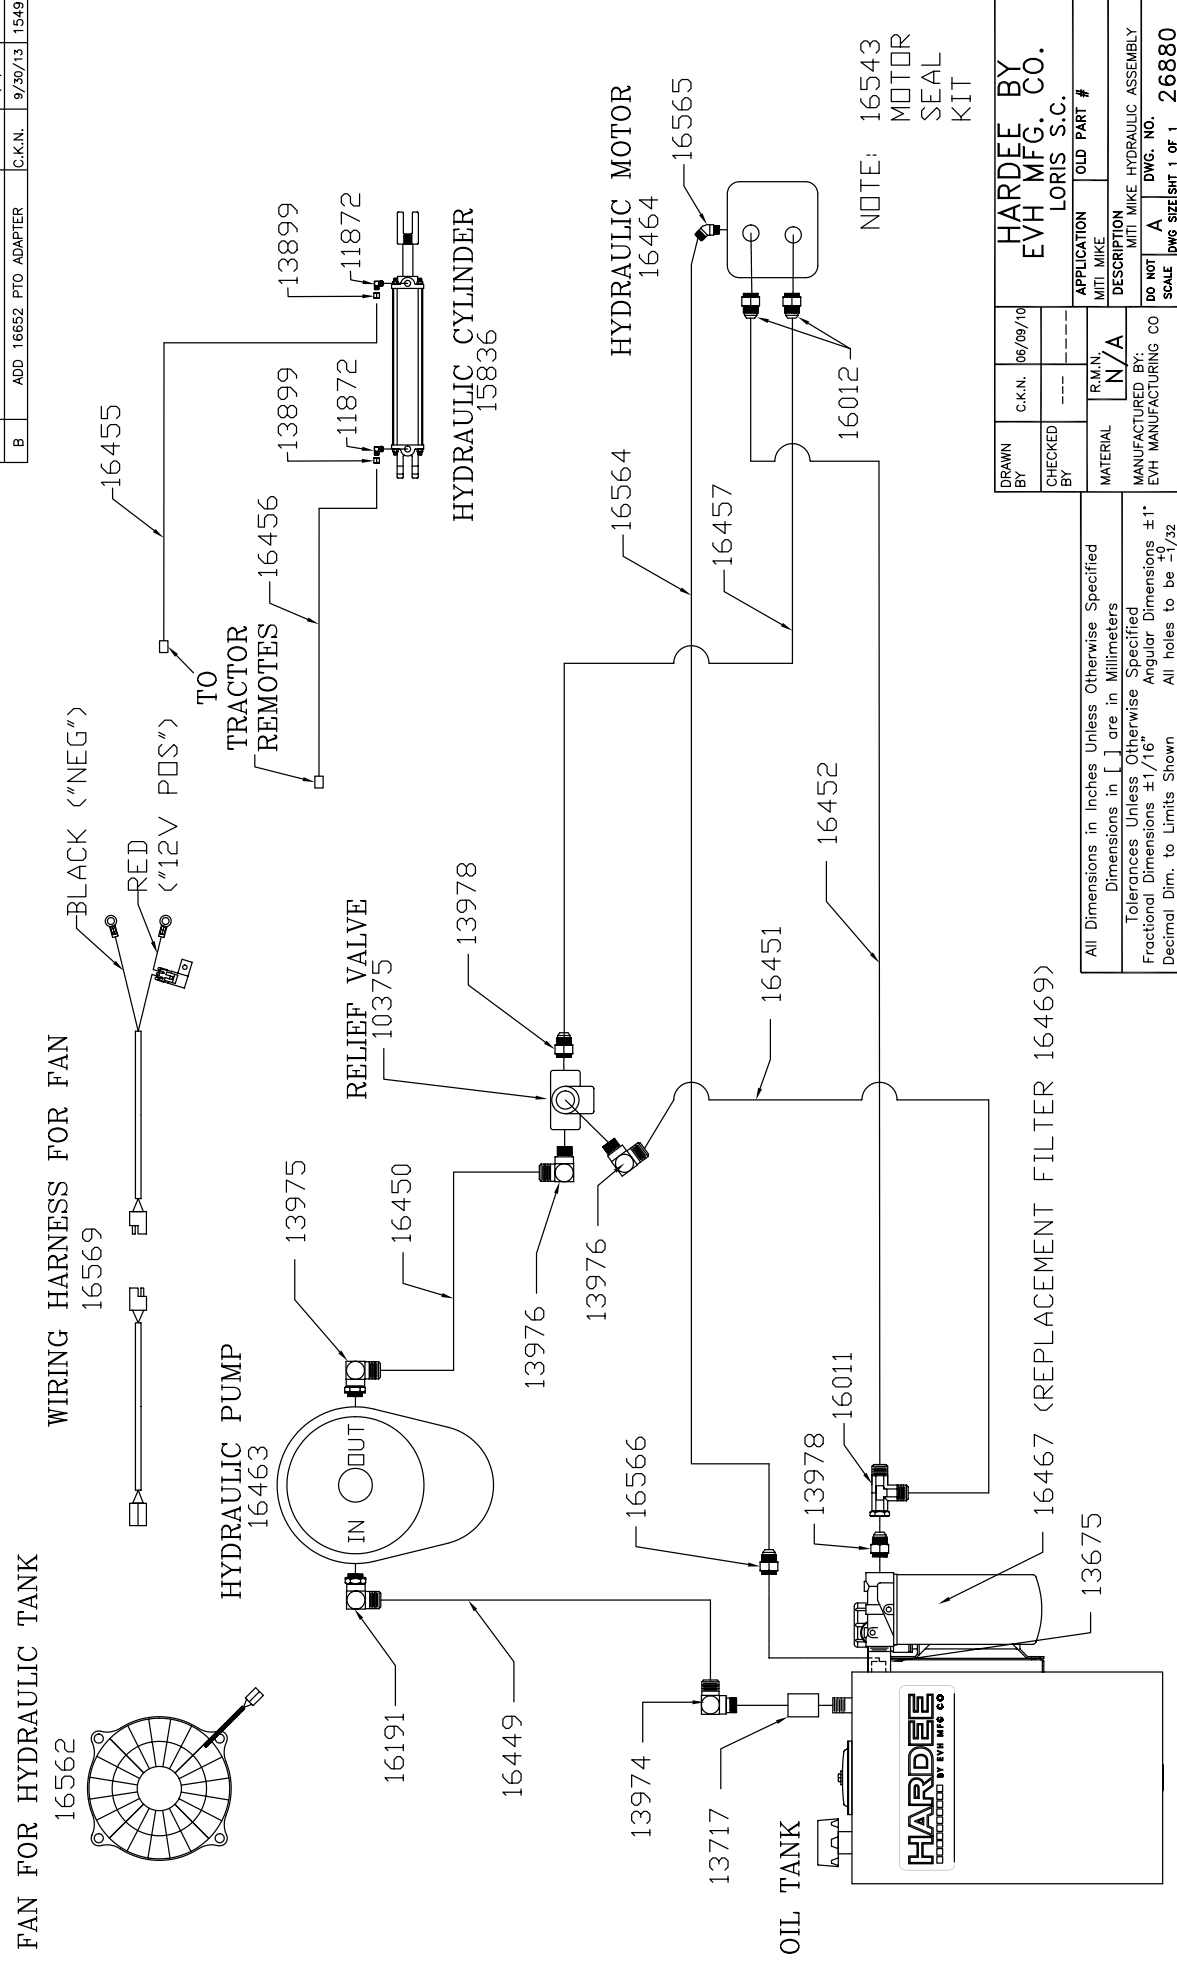 B ADD 16652 PTO ADAPTER C.K.N. 9/30/13 1549
FAN FOR HYDRAULIC TANK
16562
WIRING HARNESS FOR FAN
16569
BLACK ("NEG")
RED
("12V POS")
TO
TRACTOR
REMOTES
16455
16456
13899
11872
13899
11872
HYDRAULIC CYLINDER
15836
HYDRAULIC PUMP
16463
IN
OUT
13975
16450
16191
16449
RELIEF VALVE
10375
13978
13976
13976
HYDRAULIC MOTOR
16464
16565
16012
16564
16457
16452
16451
NOTE: 16543
MOTOR
SEAL
KIT
13974
13717
OIL TANK
16566
13978
16011
16467 (REPLACEMENT FILTER 16469)
13675
HARDEE
BY EVH MFG CO
All Dimensions in Inches Unless Otherwise Specified
Dimensions in [ ] are in Millimeters
Tolerances Unless Otherwise Specified
Fractional Dimensions ±1/16" Angular Dimensions ±1°
Decimal Dim. to Limits Shown All holes to be +0 -1/32
DRAWN BY C.K.N. 06/09/10
CHECKED BY --- -----
MATERIAL R.M.N. N/A
MANUFACTURED BY:
EVH MANUFACTURING CO
HARDEE BY
EVH MFG. CO.
LORIS S.C.
APPLICATION
MITI MIKE
OLD PART #
DESCRIPTION
MITI MIKE HYDRAULIC ASSEMBLY
DO NOT SCALE
A
DWG SIZE
DWG. NO. 26880
SHT 1 OF 1